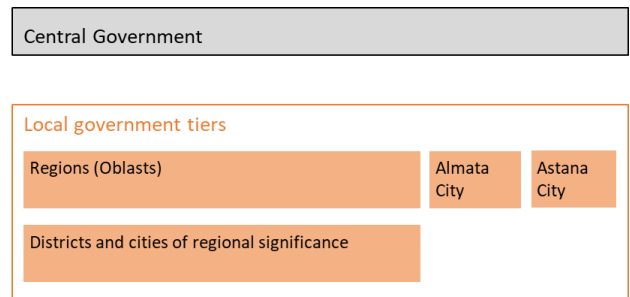 Central Government
Local government tiers
Regions (Oblasts)
Almata
City
Astana
City
Districts and cities of regional significance